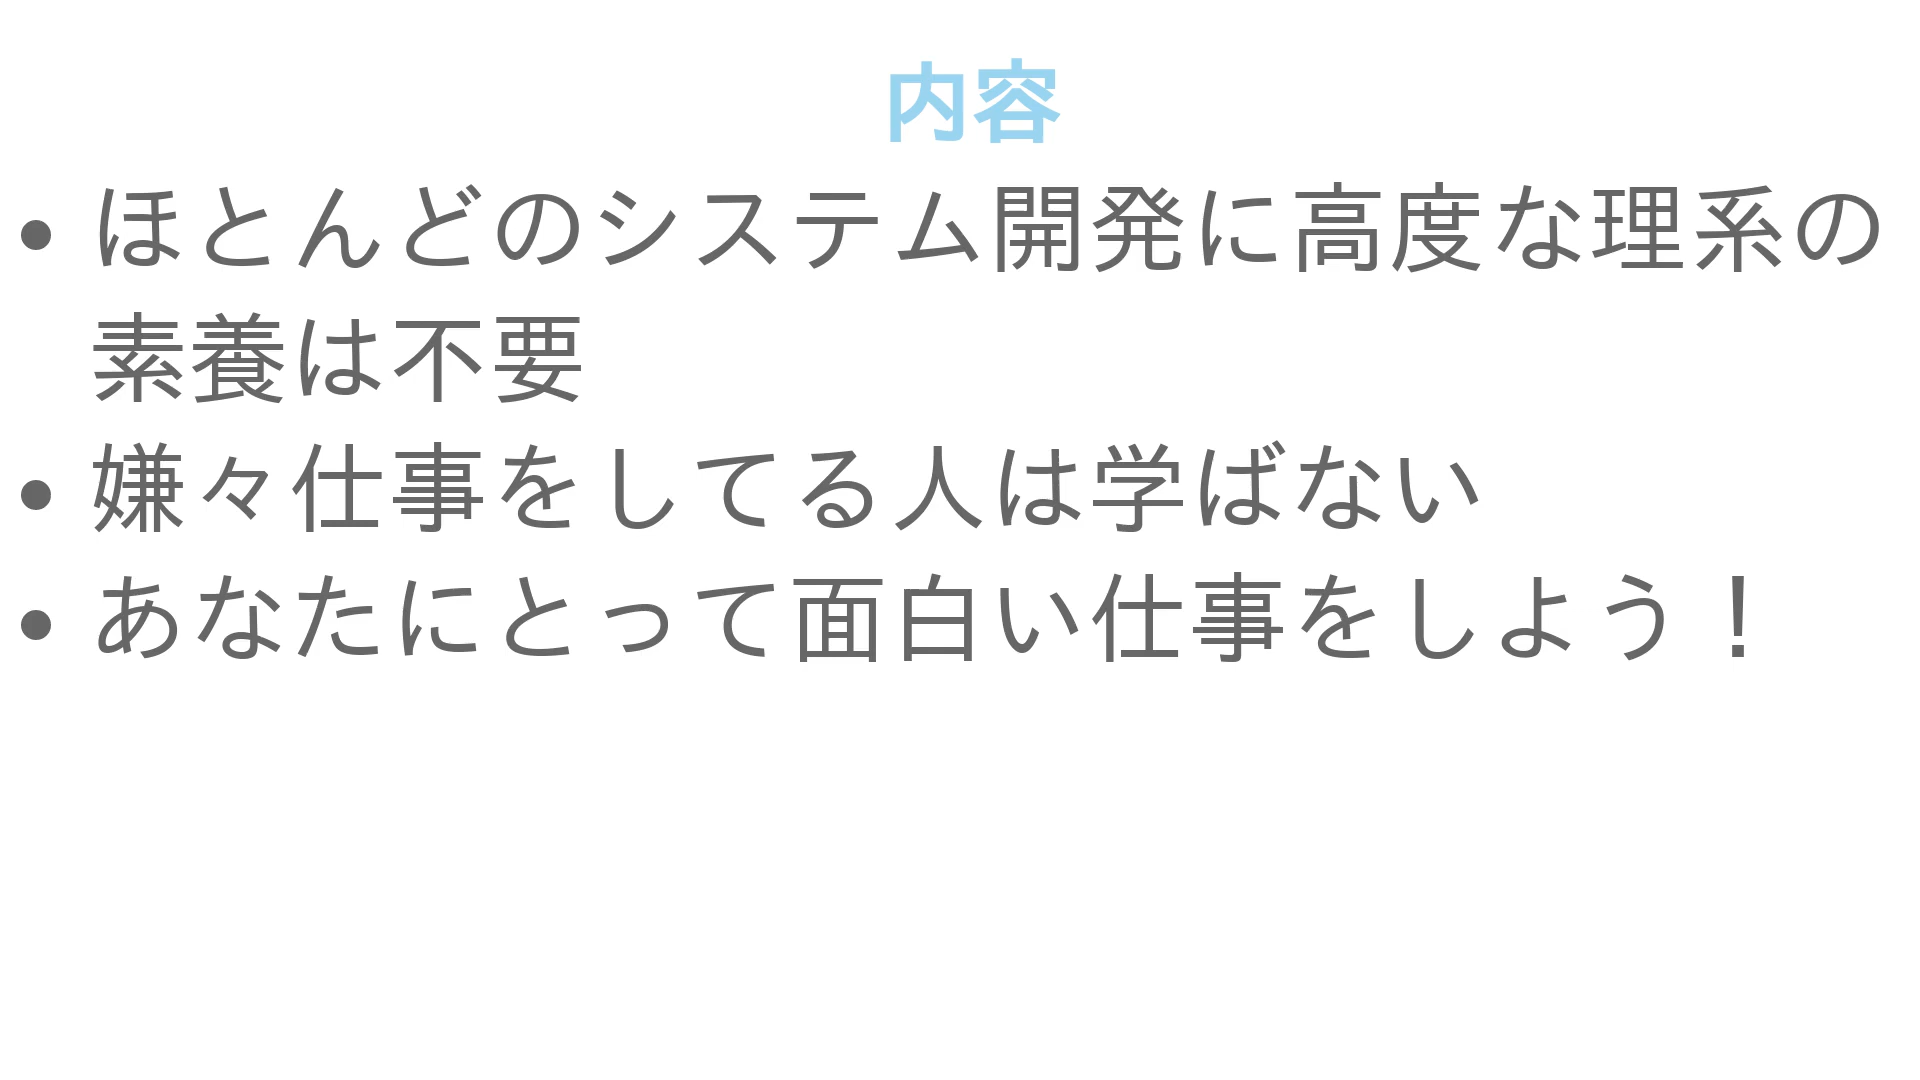 内容
• ほとんどのシステム開発に高度な理系の
素養は不要
• 嫌々仕事をしてる人は学ばない
• あなたにとって面白い仕事をしよう！